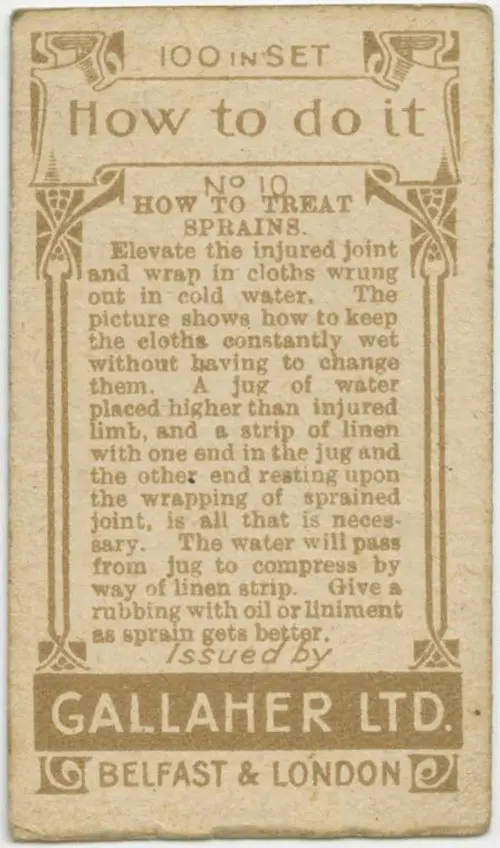 100 IN SET
How to do it
No 10
HOW TO TREAT
SPRAINS.
Elevate the injured joint
and wrap in cloths wrung
out in cold water. The
picture shows how to keep
the cloths constantly wet
without having to change
them. A jug of water
placed higher than injured
limb, and a strip of linen
with one end in the jug and
the other end resting upon
the wrapping of sprained
joint, is all that is neces-
sary. The water will pass
from jug to compress by
way of linen strip. Give a
rubbing with oil or liniment
as sprain gets better.
Issued by
GALLAHER LTD.
BELFAST & LONDON